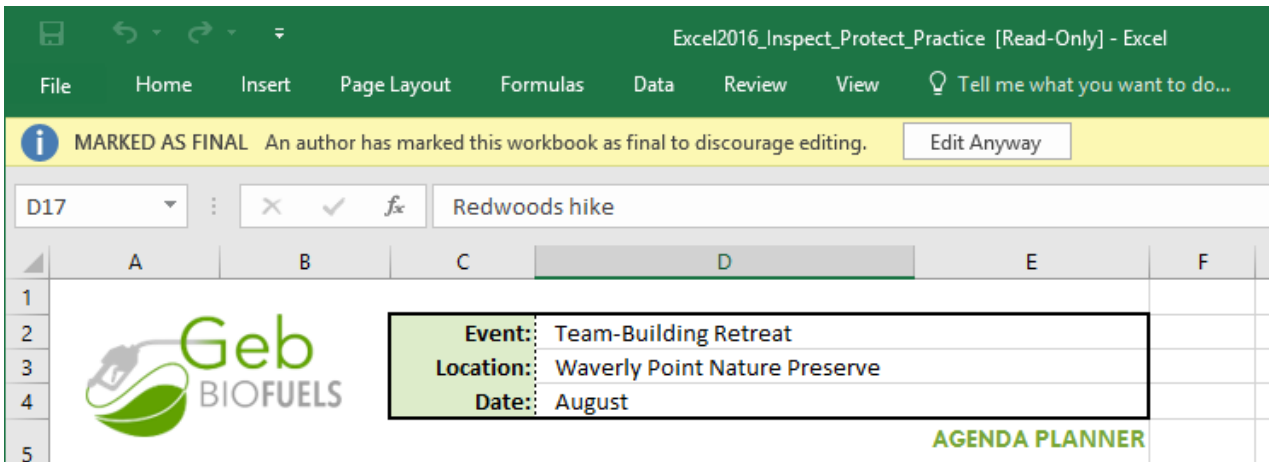 Excel2016_Inspect_Protect_Practice [Read-Only] - Excel
File Home Insert Page Layout Formulas Data Review View Tell me what you want to do...
MARKED AS FINAL An author has marked this workbook as final to discourage editing. Edit Anyway
D17 fx Redwoods hike
A B C D E F
1
2 Event: Team-Building Retreat
3 Location: Waverly Point Nature Preserve
4 Date: August
Geb
BIOFUELS
5 AGENDA PLANNER